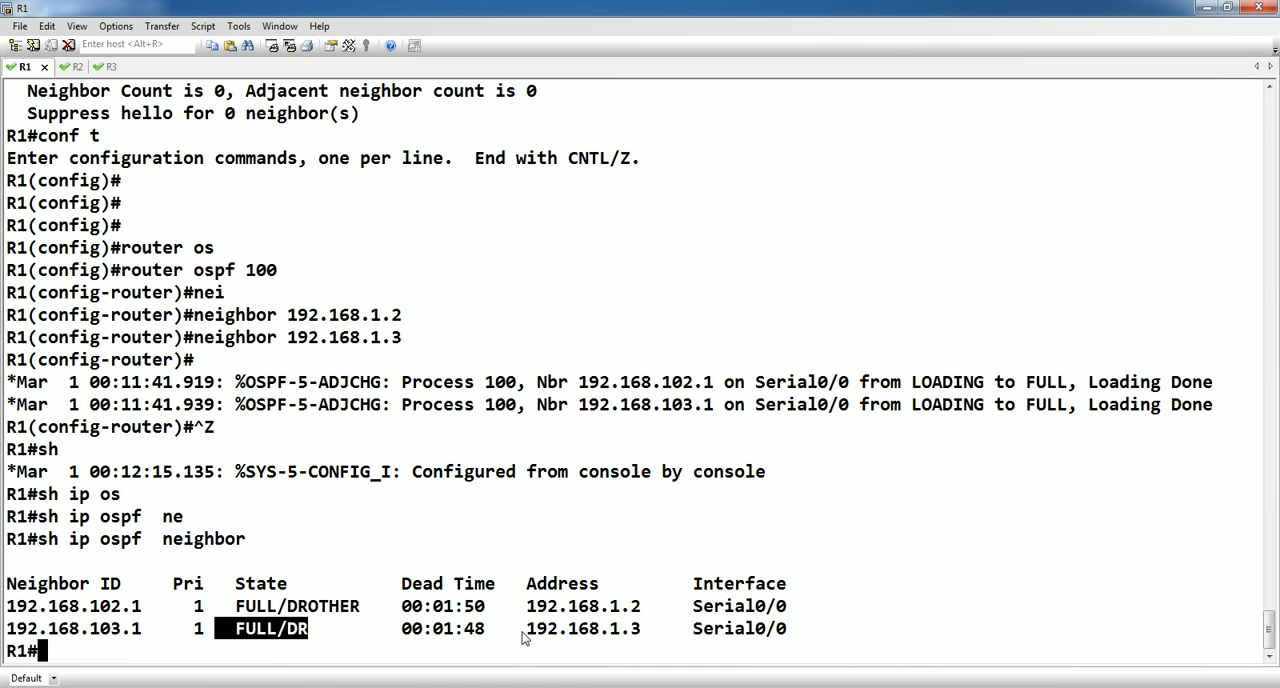 R1
File Edit View Options Transfer Script Tools Window Help
Enter host <Alt+R>
R1 R2 R3
Neighbor Count is 0, Adjacent neighbor count is 0
Suppress hello for 0 neighbor(s)
R1#conf t
Enter configuration commands, one per line.  End with CNTL/Z.
R1(config)#
R1(config)#
R1(config)#
R1(config)#router os
R1(config)#router ospf 100
R1(config-router)#nei
R1(config-router)#neighbor 192.168.1.2
R1(config-router)#neighbor 192.168.1.3
R1(config-router)#
*Mar  1 00:11:41.919: %OSPF-5-ADJCHG: Process 100, Nbr 192.168.102.1 on Serial0/0 from LOADING to FULL, Loading Done
*Mar  1 00:11:41.939: %OSPF-5-ADJCHG: Process 100, Nbr 192.168.103.1 on Serial0/0 from LOADING to FULL, Loading Done
R1(config-router)#^Z
R1#sh
*Mar  1 00:12:15.135: %SYS-5-CONFIG_I: Configured from console by console
R1#sh ip os
R1#sh ip ospf  ne
R1#sh ip ospf  neighbor
Neighbor ID     Pri   State           Dead Time   Address         Interface
192.168.102.1     1   FULL/DROTHER    00:01:50    192.168.1.2     Serial0/0
192.168.103.1     1   FULL/DR         00:01:48    192.168.1.3     Serial0/0
R1#
Default